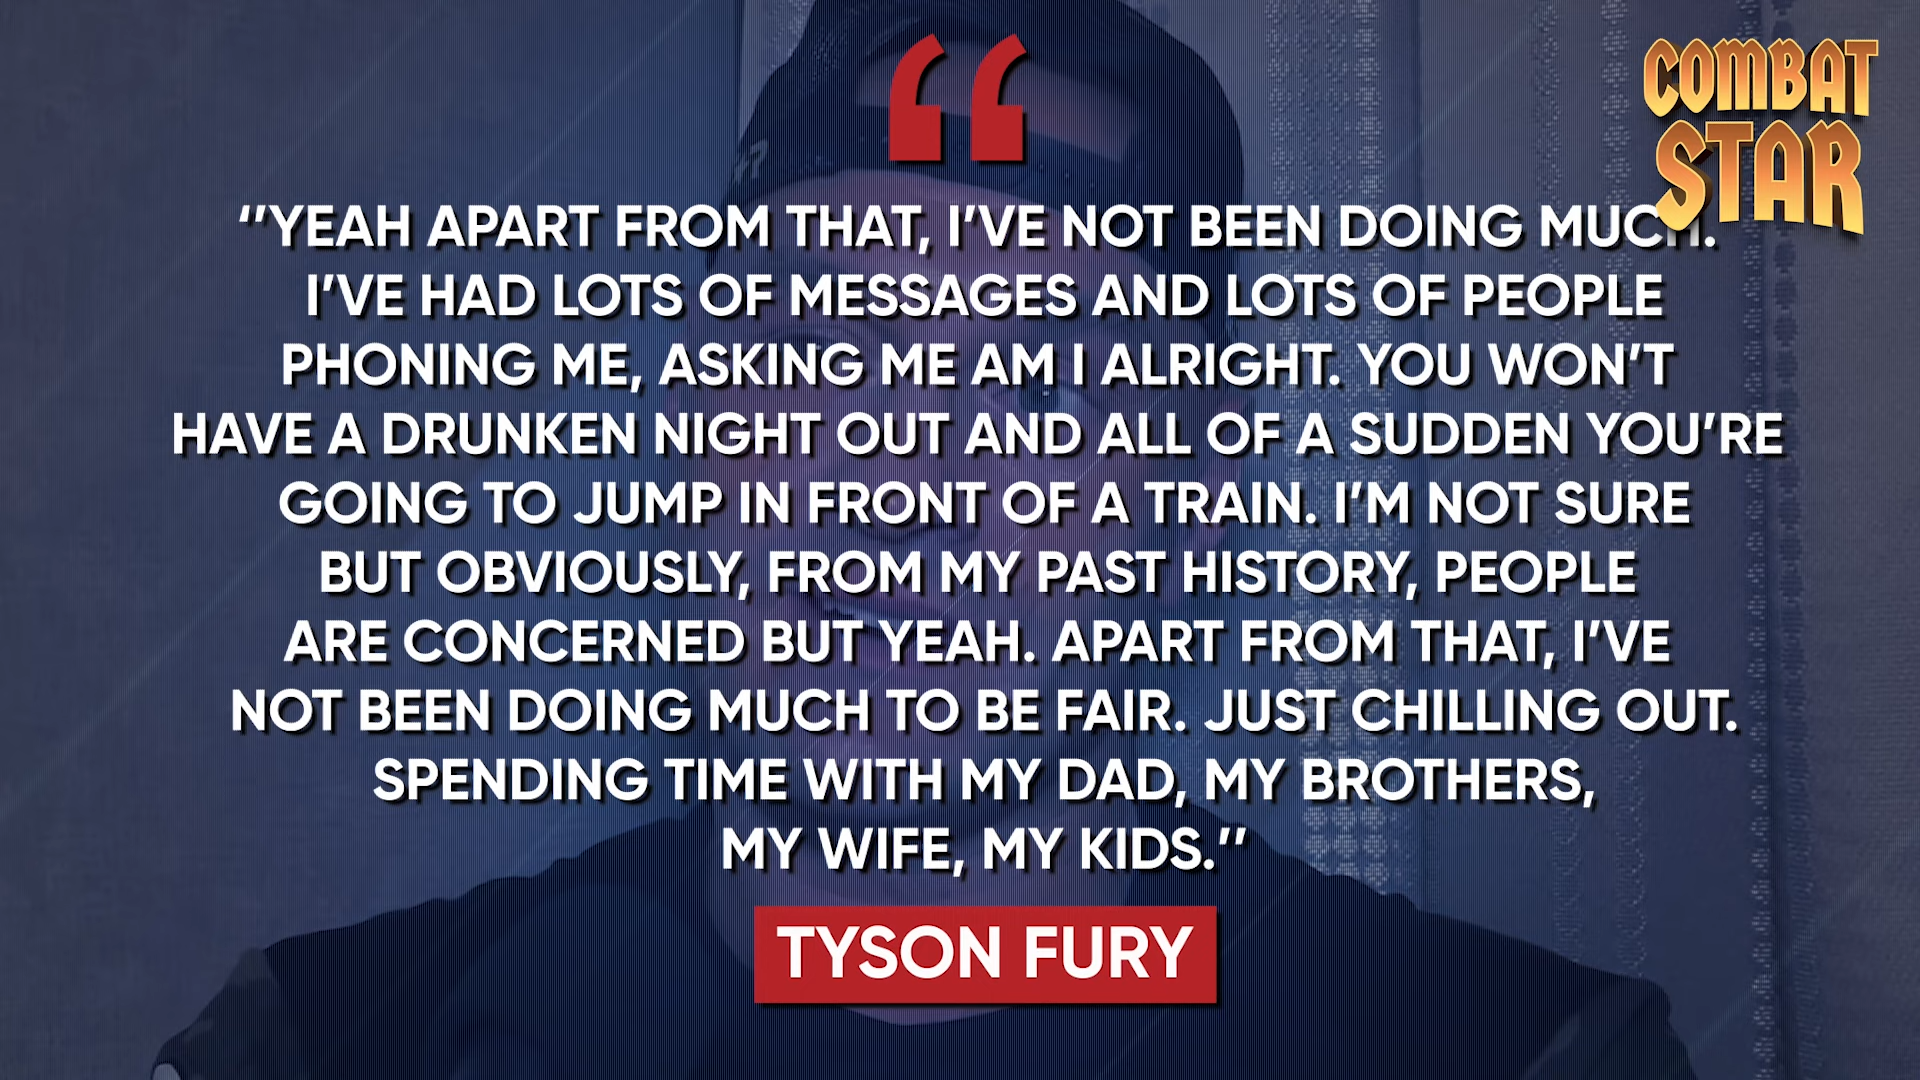 “
COMBAT
STAR
‘’YEAH APART FROM THAT, I’VE NOT BEEN DOING MUCH.
I’VE HAD LOTS OF MESSAGES AND LOTS OF PEOPLE
PHONING ME, ASKING ME AM I ALRIGHT. YOU WON’T
HAVE A DRUNKEN NIGHT OUT AND ALL OF A SUDDEN YOU’RE
GOING TO JUMP IN FRONT OF A TRAIN. I’M NOT SURE
BUT OBVIOUSLY, FROM MY PAST HISTORY, PEOPLE
ARE CONCERNED BUT YEAH. APART FROM THAT, I’VE
NOT BEEN DOING MUCH TO BE FAIR. JUST CHILLING OUT.
SPENDING TIME WITH MY DAD, MY BROTHERS,
MY WIFE, MY KIDS.’’
TYSON FURY